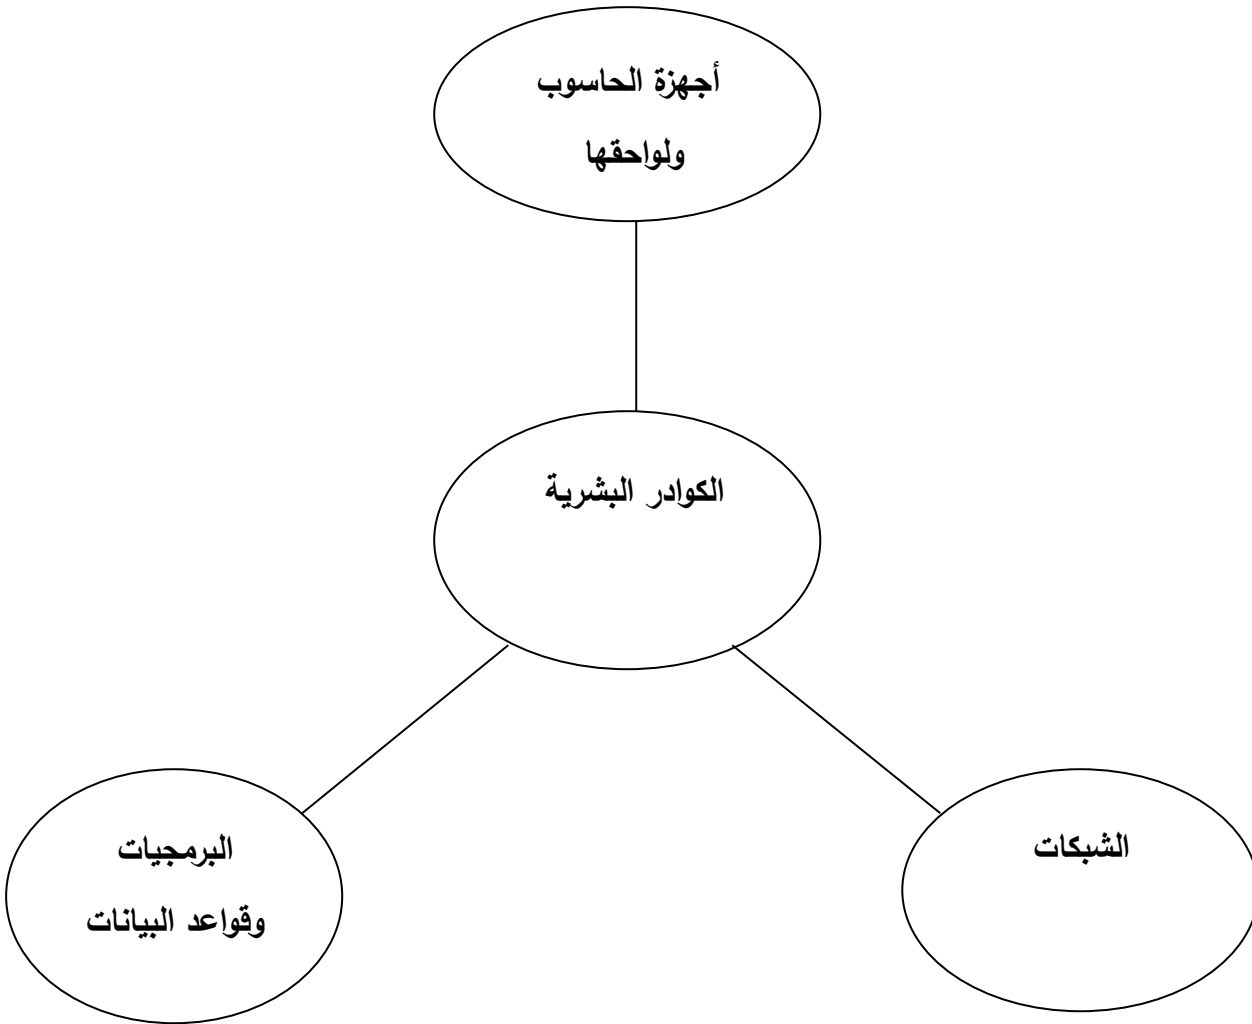 أجهزة الحاسوب
ولواحقها
الكوادر البشرية
الشبكات
البرمجيات
وقواعد البيانات